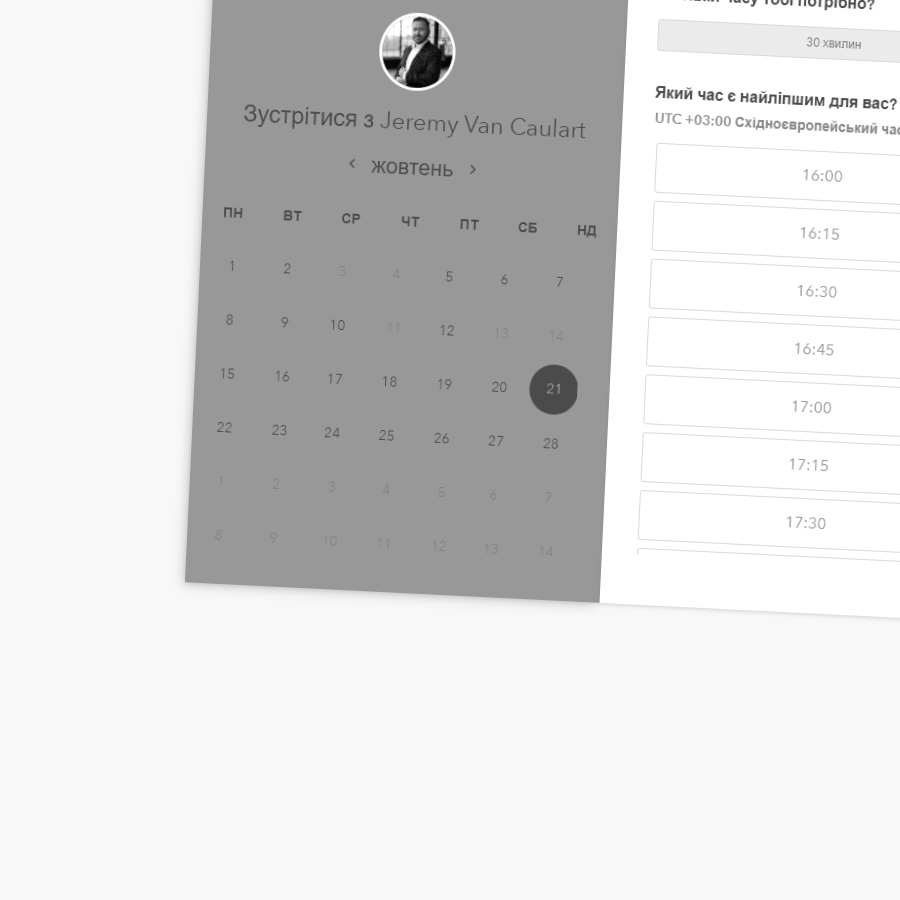 Зустрітися з Jeremy Van Caulart
‹ жовтень ›
ПН ВТ СР ЧТ ПТ СБ НД
1 2 3 4 5 6 7
8 9 10 11 12 13 14
15 16 17 18 19 20 21
22 23 24 25 26 27 28
1 2 3 4 5 6 7
8 9 10 11 12 13 14
часу тобі потрібно?
30 хвилин
Який час є найліпшим для вас?
UTC +03:00 Східноєвропейський
16:00
16:15
16:30
16:45
17:00
17:15
17:30